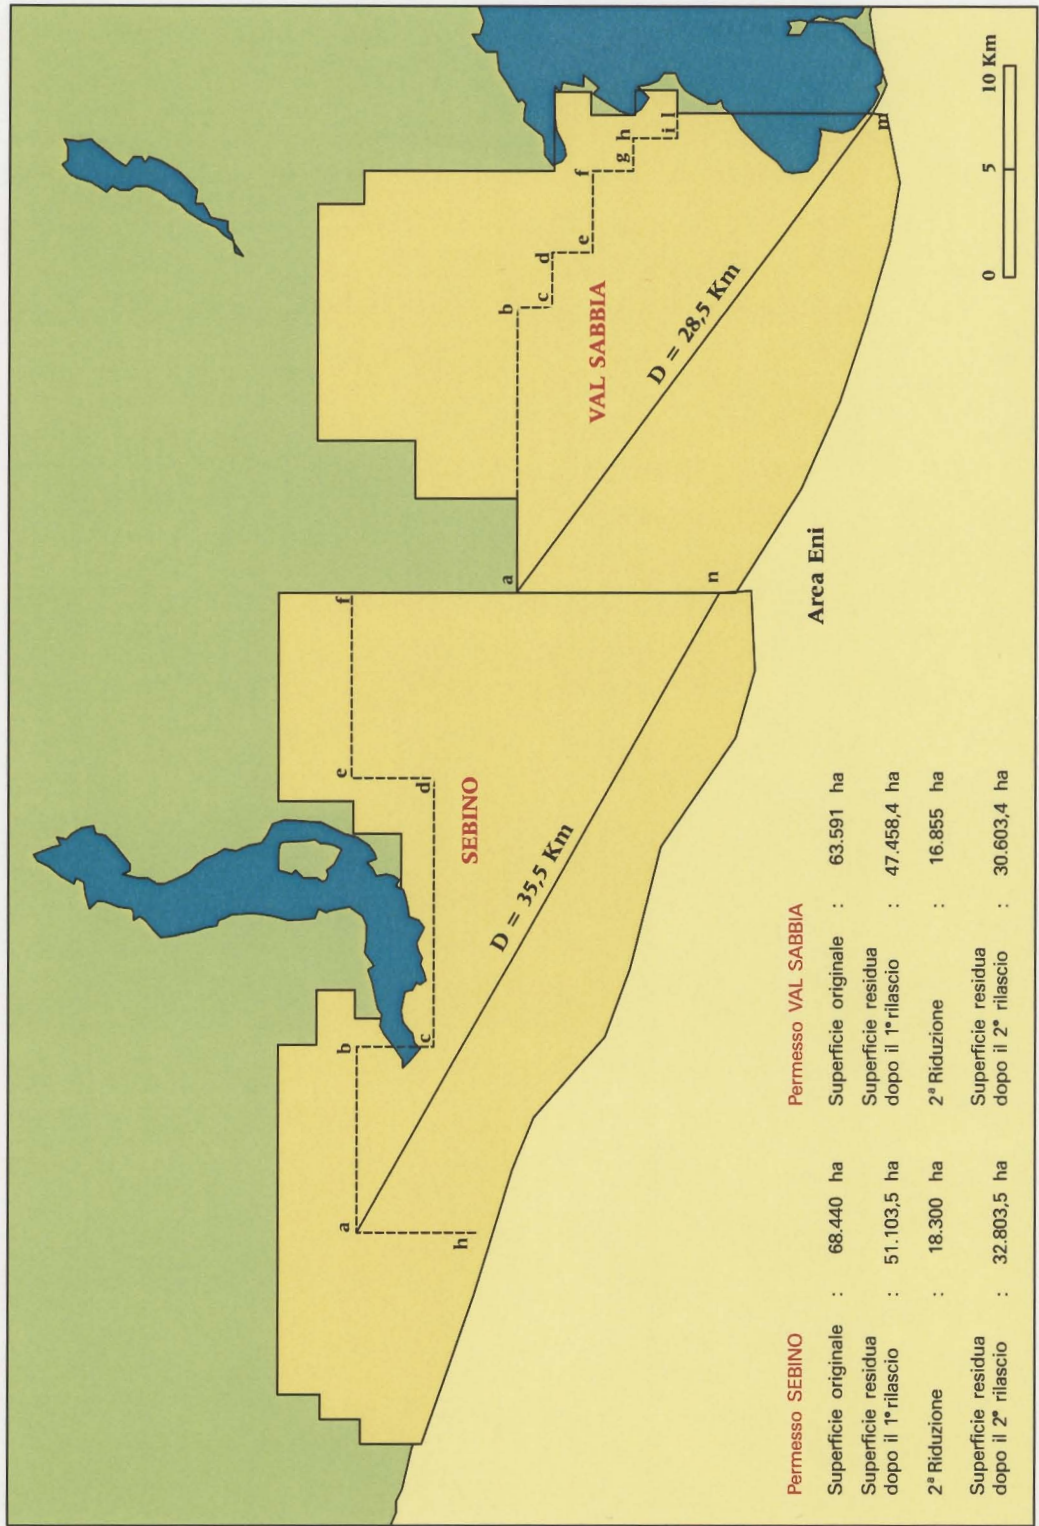 a
b
c
d
e
f
h
SEBINO
D = 35,5 Km
a
b
c
d
e
f
g
h
i
l
m
n
VAL SABBIA
D = 28,5 Km
Area Eni
0 5 10 Km
Permesso SEBINO
Superficie originale : 68.440 ha
Superficie residua
dopo il 1° rilascio : 51.103,5 ha
2ª Riduzione : 18.300 ha
Superficie residua
dopo il 2° rilascio : 32.803,5 ha
Permesso VAL SABBIA
Superficie originale : 63.591 ha
Superficie residua
dopo il 1° rilascio : 47.458,4 ha
2ª Riduzione : 16.855 ha
Superficie residua
dopo il 2° rilascio : 30.603,4 ha